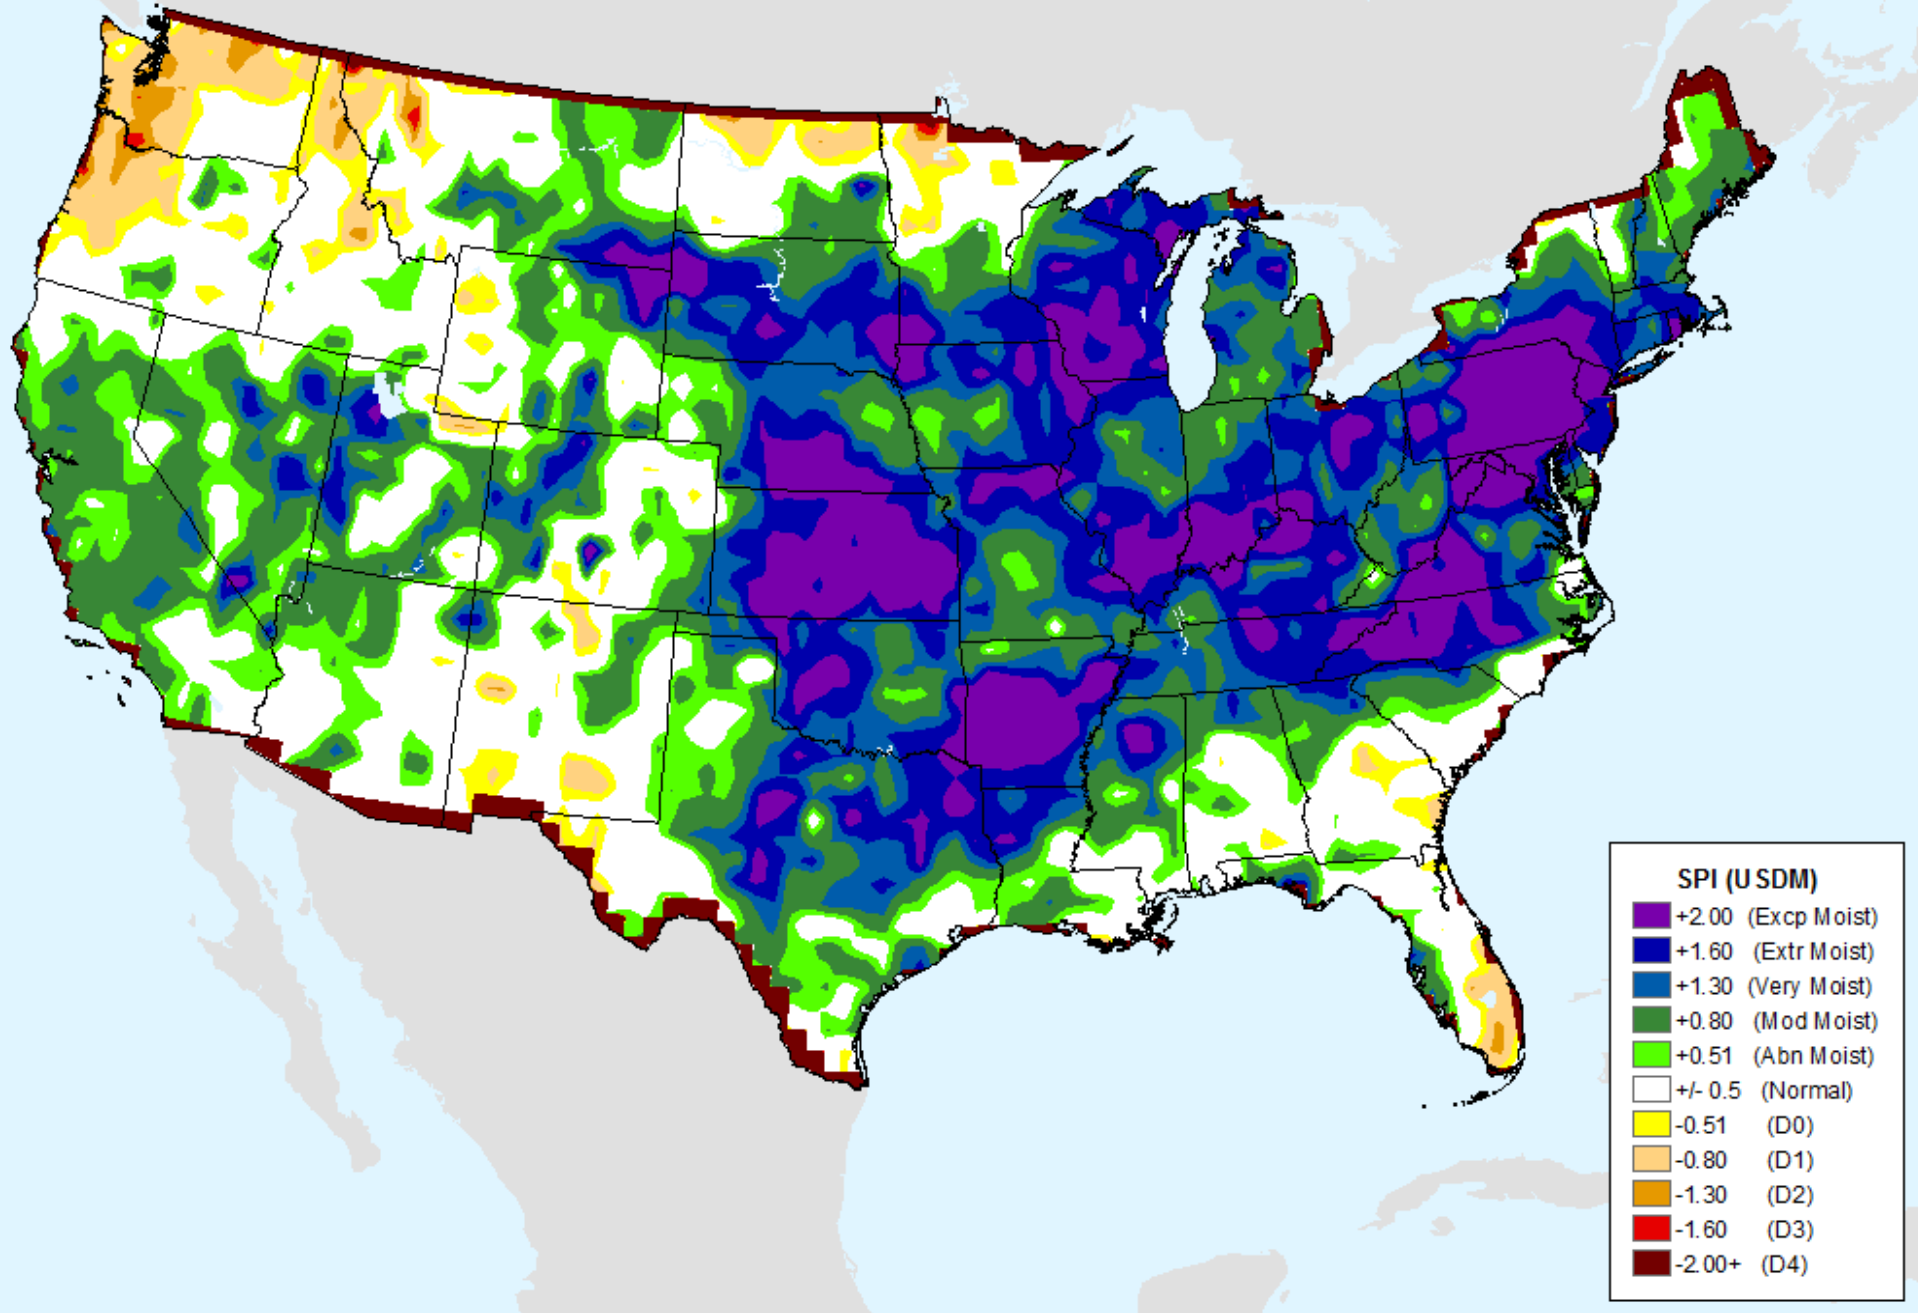 SPI (USDM)
+2.00 (Excp Moist)
+1.60 (Extr Moist)
+1.30 (Very Moist)
+0.80 (Mod Moist)
+0.51 (Abn Moist)
+/- 0.5 (Normal)
-0.51 (D0)
-0.80 (D1)
-1.30 (D2)
-1.60 (D3)
-2.00+ (D4)